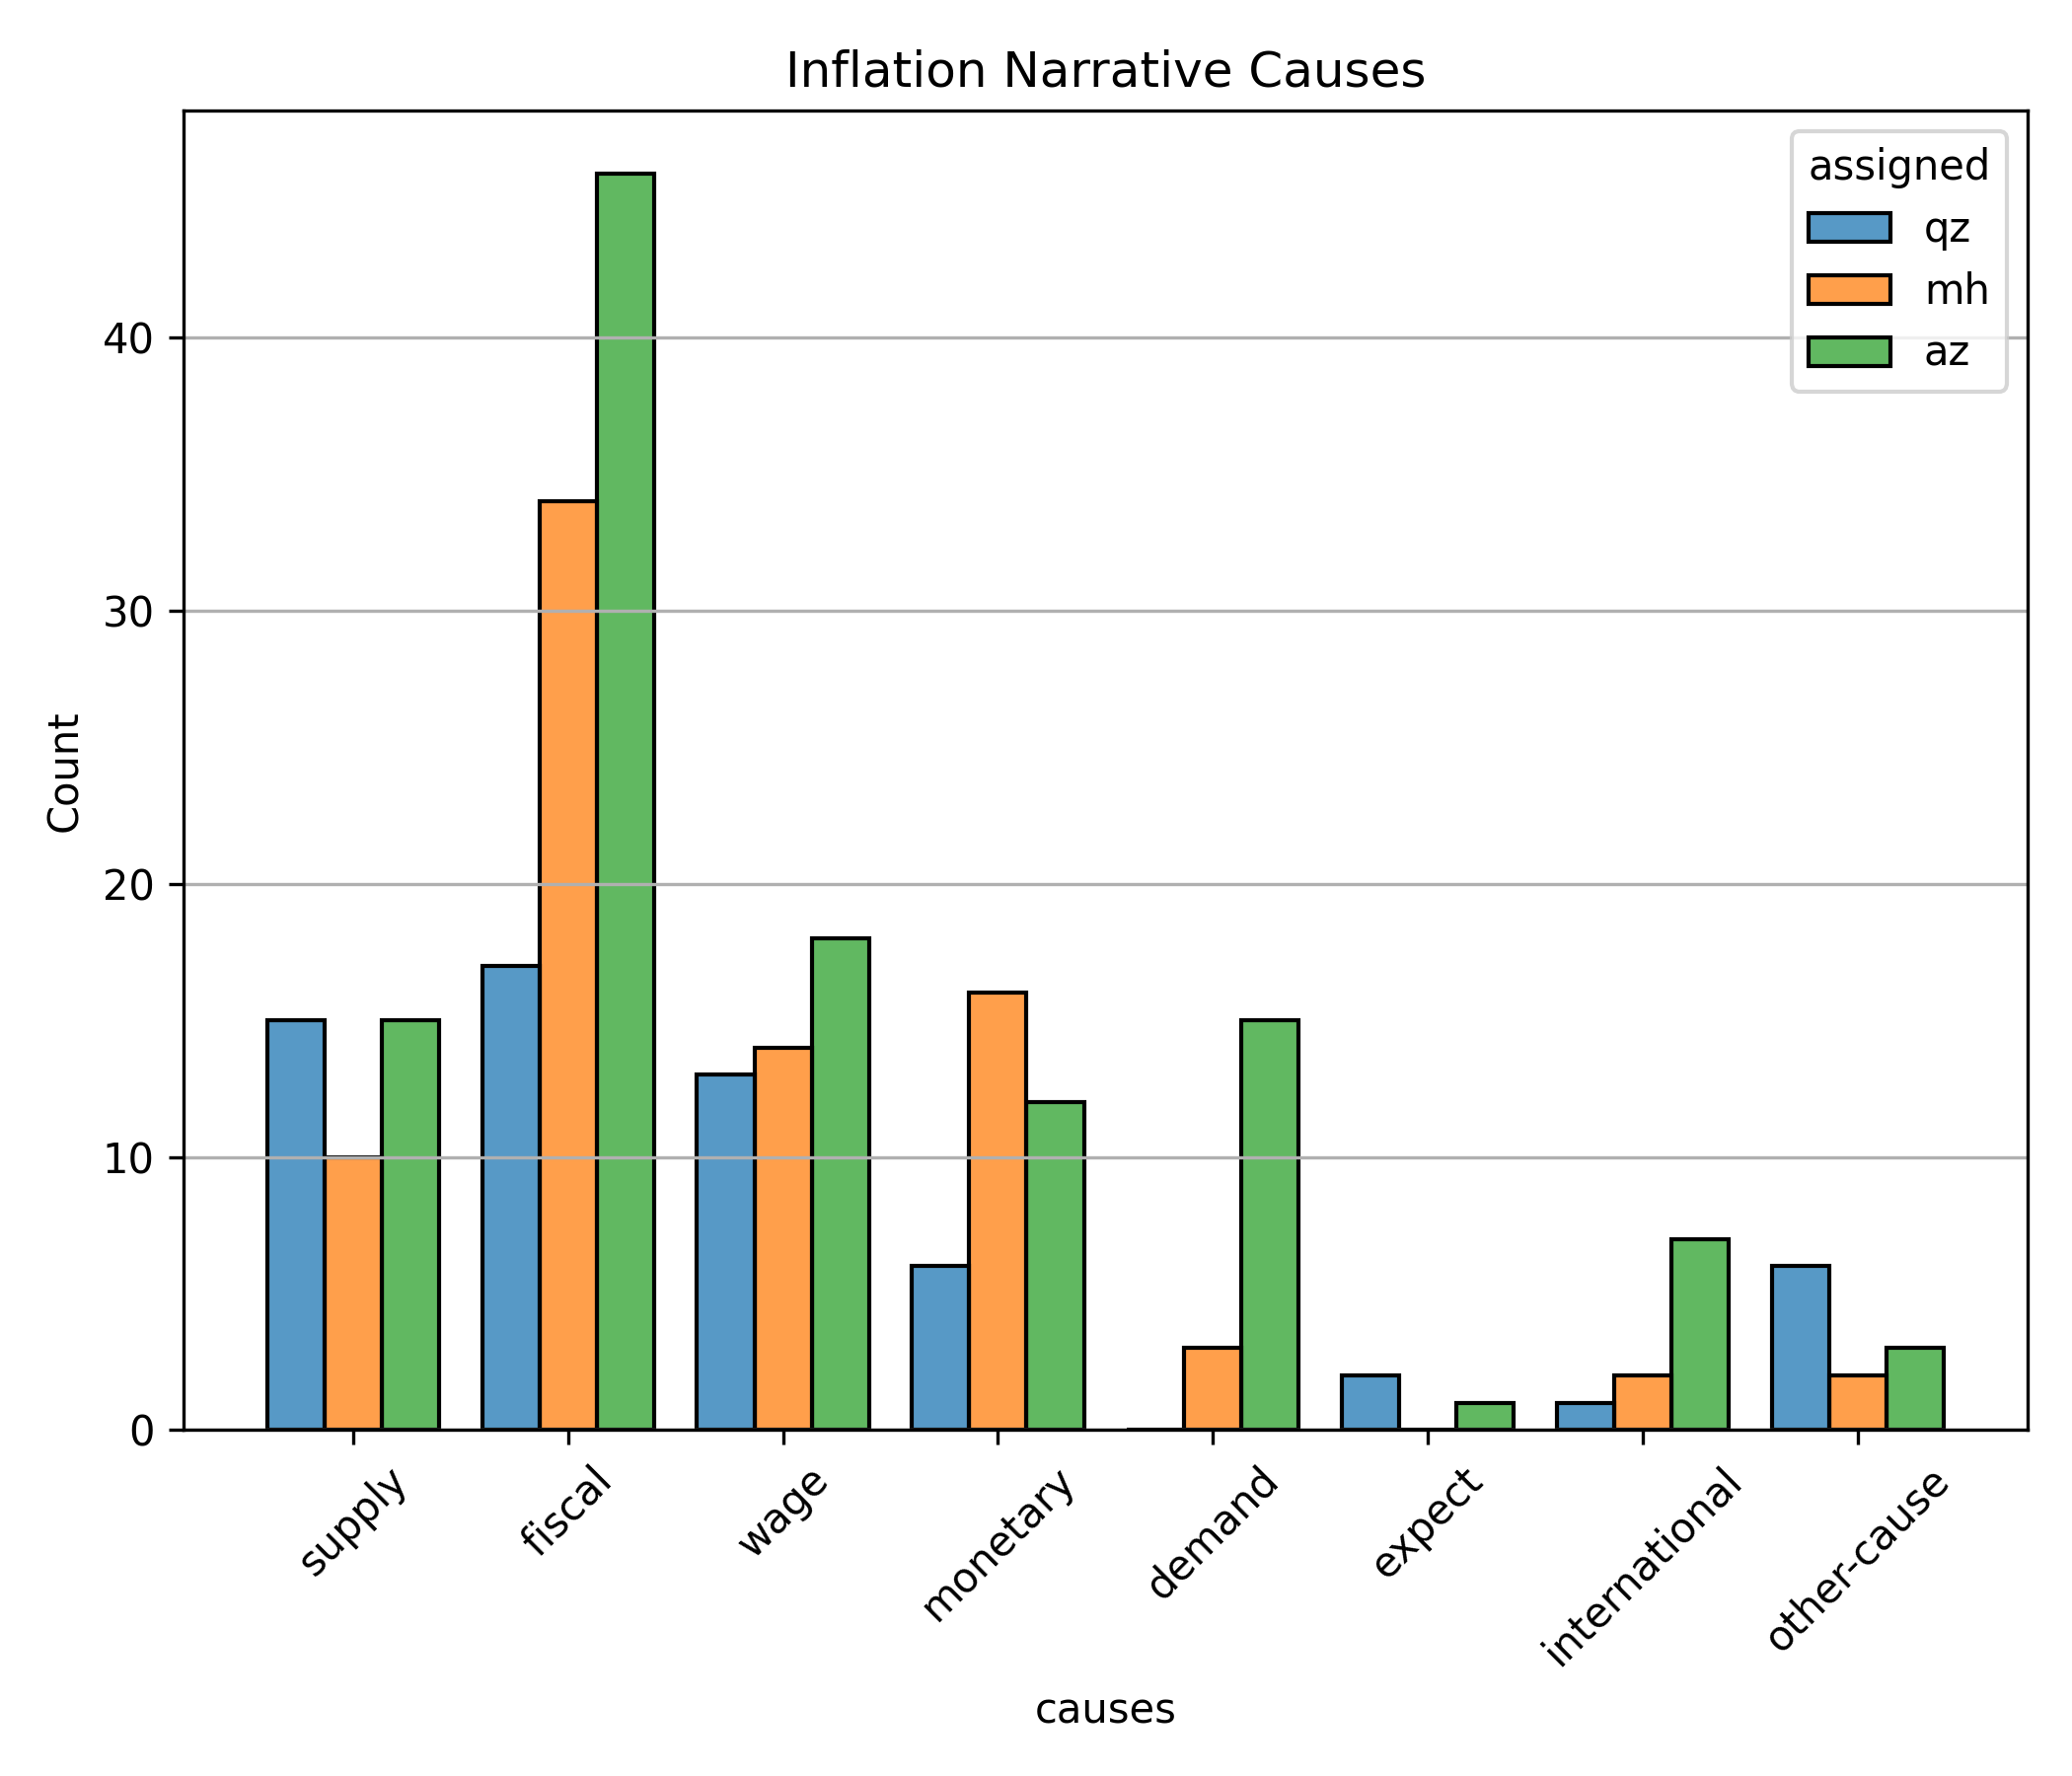 Inflation Narrative Causes
assigned
qz
mh
az
Count
40
30
20
10
0
supply
fiscal
wage
monetary
demand
expect
international
other-cause
causes